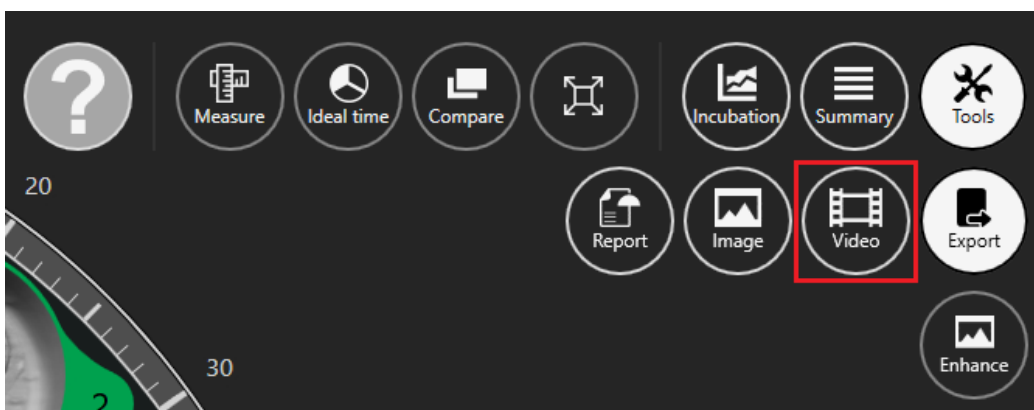 ?
Measure
Ideal time
Compare
Incubation
Summary
Tools
20
Report
Image
Video
Export
30
Enhance
2